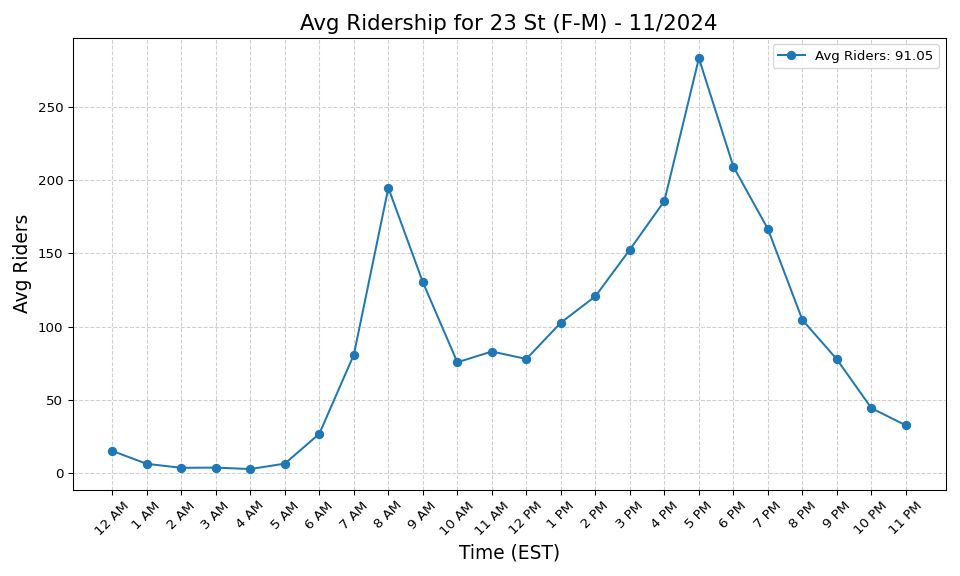 Avg Ridership for 23 St (F-M) - 11/2024
Avg Riders: 91.05
Avg Riders
250
200
150
100
50
0
12 AM
1 AM
2 AM
3 AM
4 AM
5 AM
6 AM
7 AM
8 AM
9 AM
10 AM
11 AM
12 PM
1 PM
2 PM
3 PM
4 PM
5 PM
6 PM
7 PM
8 PM
9 PM
10 PM
11 PM
Time (EST)